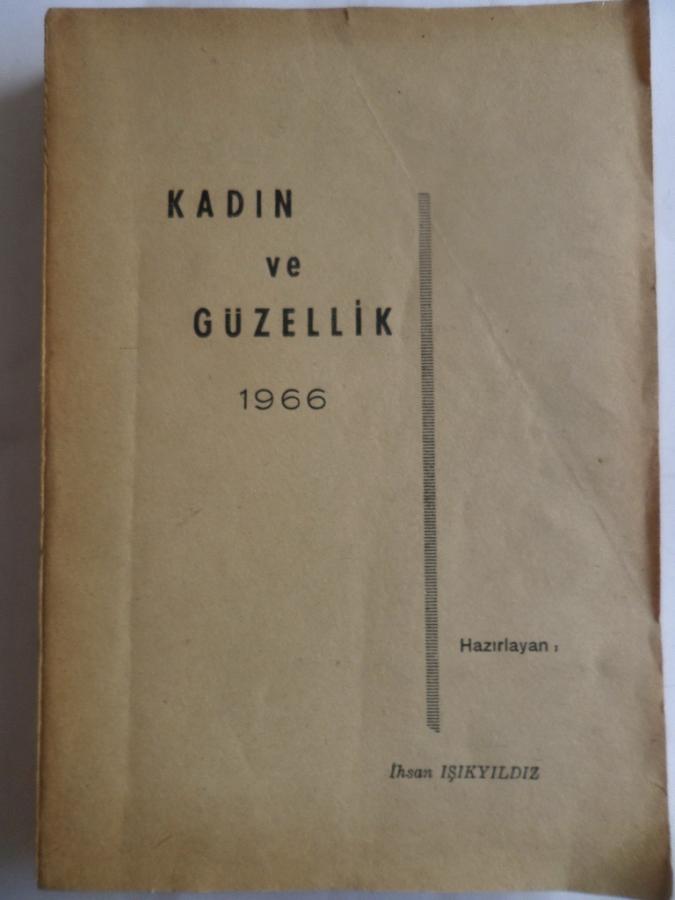 KADIN
ve
GÜZELLİK
1966
Hazırlayan :
İhsan IŞIKYILDIZ